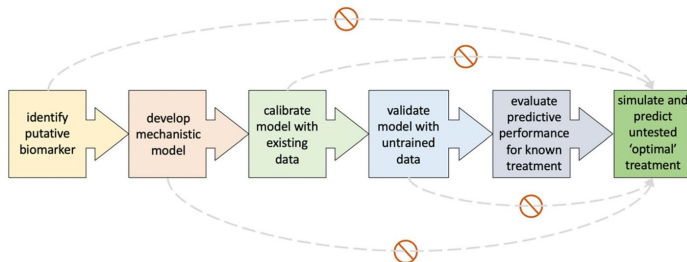 identify
putative
biomarker
develop
mechanistic
model
calibrate
model with
existing
data
validate
model with
untrained
data
evaluate
predictive
performance
for known
treatment
simulate and
predict
untested
'optimal'
treatment